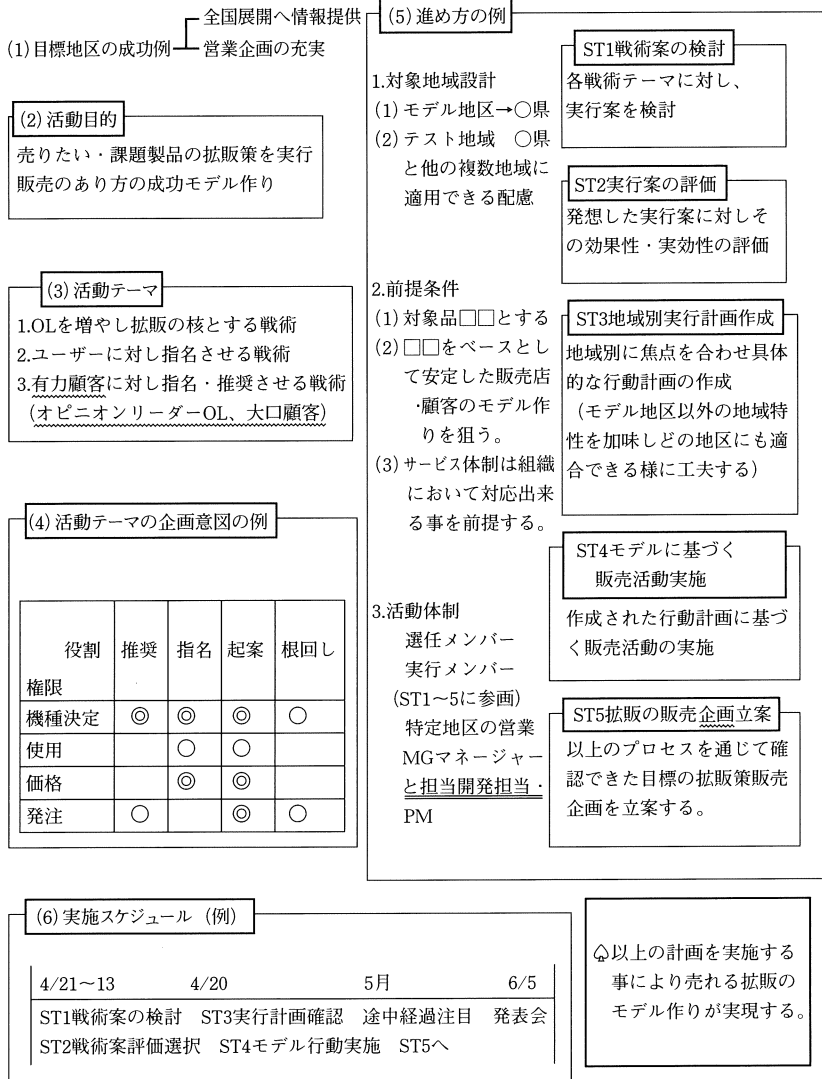 全国展開へ情報提供
(1)目標地区の成功例
営業企画の充実
(2)活動目的
売りたい・課題製品の拡販策を実行
販売のあり方の成功モデル作り
(3)活動テーマ
1.OLを増やし拡販の核とする戦術
2.ユーザーに対し指名させる戦術
3.有力顧客に対し指名・推奨させる戦術
(オピニオンリーダーOL、大口顧客)
(4)活動テーマの企画意図の例
役割 推奨 指名 起案 根回し
権限
機種決定 ◎ ◎ ◎ ○
使用 ○ ○
価格 ◎ ◎
発注 ○ ◎ ○
(5)進め方の例
1.対象地域設計
(1)モデル地区→○県
(2)テスト地域 ○県
と他の複数地域に
適用できる配慮
2.前提条件
(1)対象品□□とする
(2)□□をベースとし
て安定した販売店
・顧客のモデル作
りを狙う。
(3)サービス体制は組織
において対応出来
る事を前提する。
3.活動体制
選任メンバー
実行メンバー
(ST1〜5に参画)
特定地区の営業
MGマネージャー
と担当開発担当・
PM
ST1戦術案の検討
各戦術テーマに対し、
実行案を検討
ST2実行案の評価
発想した実行案に対しそ
の効果性・実効性の評価
ST3地域別実行計画作成
地域別に焦点を合わせ具体
的な行動計画の作成
(モデル地区以外の地域特
性を加味しどの地区にも適
合できる様に工夫する)
ST4モデルに基づく
販売活動実施
作成された行動計画に基づ
く販売活動の実施
ST5拡販の販売企画立案
以上のプロセスを通じて確
認できた目標の拡販策販売
企画を立案する。
(6)実施スケジュール (例)
4/21〜13 4/20 5月 6/5
ST1戦術案の検討 ST3実行計画確認 途中経過注目 発表会
ST2戦術案評価選択 ST4モデル行動実施 ST5へ
♤以上の計画を実施する
事により売れる拡販の
モデル作りが実現する。